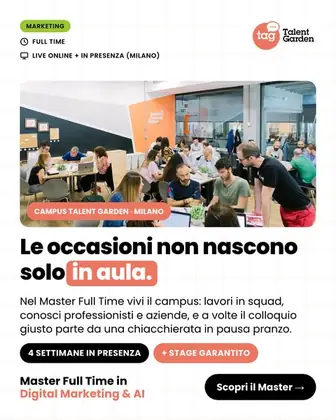 MARKETING
FULL TIME
LIVE ONLINE + IN PRESENZA (MILANO)
tag
Talent
Garden
CAMPUS TALENT GARDEN · MILANO
Le occasioni non nascono
solo in aula.
Nel Master Full Time vivi il campus: lavori in squad,
conosci professionisti e aziende, e a volte il colloquio
giusto parte da una chiacchierata in pausa pranzo.
4 SETTIMANE IN PRESENZA
+ STAGE GARANTITO
Master Full Time in
Digital Marketing & AI
Scopri il Master →